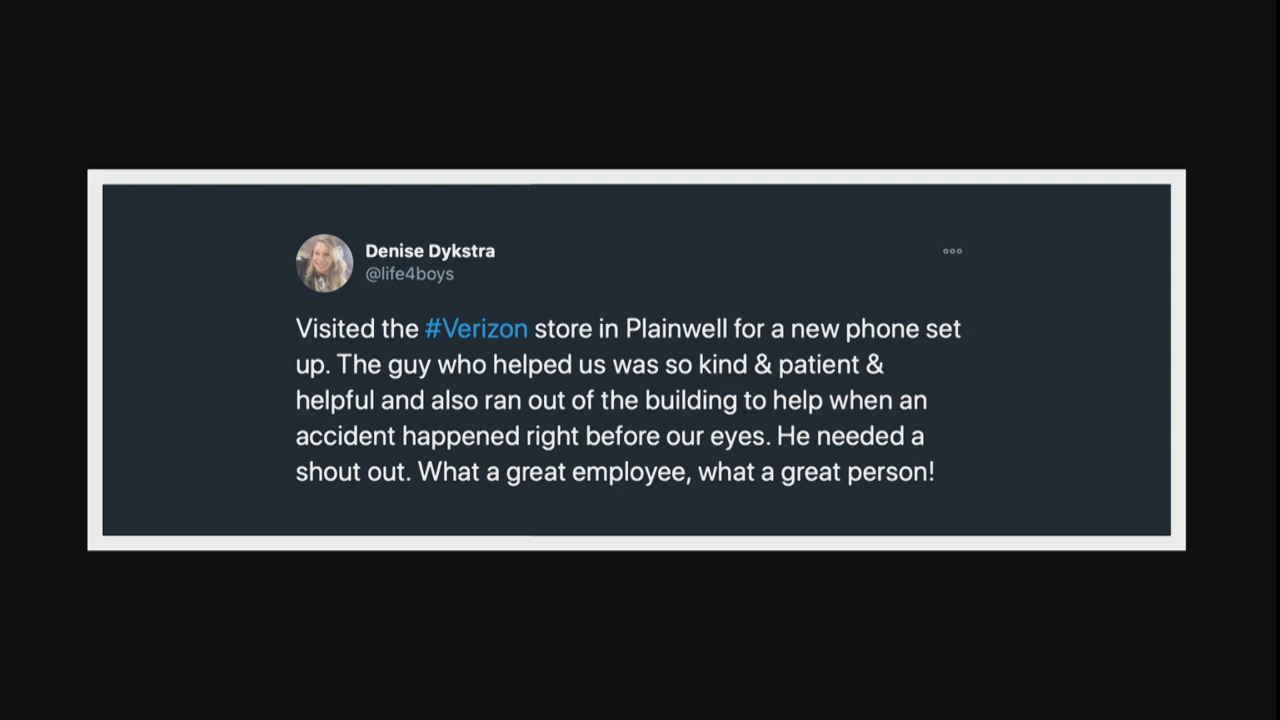 Denise Dykstra
@life4boys
Visited the #Verizon store in Plainwell for a new phone set
up. The guy who helped us was so kind & patient &
helpful and also ran out of the building to help when an
accident happened right before our eyes. He needed a
shout out. What a great employee, what a great person!